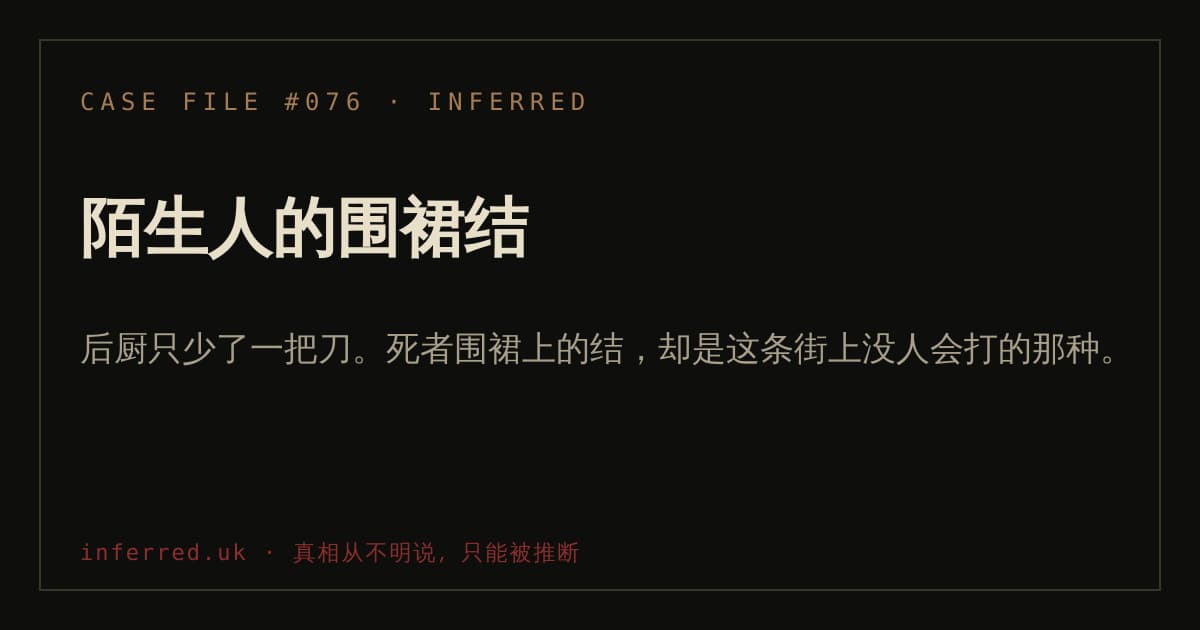 CASE FILE #076 · INFERRED
陌生人的围裙结
后厨只少了一把刀。死者围裙上的结，却是这条街上没人会打的那种。
inferred.uk · 真相从不明说，只能被推断